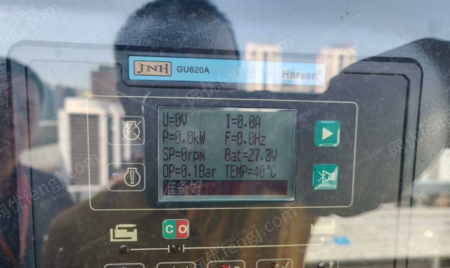 JNH GU620A Harsen
U=0V I=0.0A
P=0.0kW F=0.0Hz
SP=0rpm Bat=27.3V
OP=0.1Bar TEMP=40°C
准备好